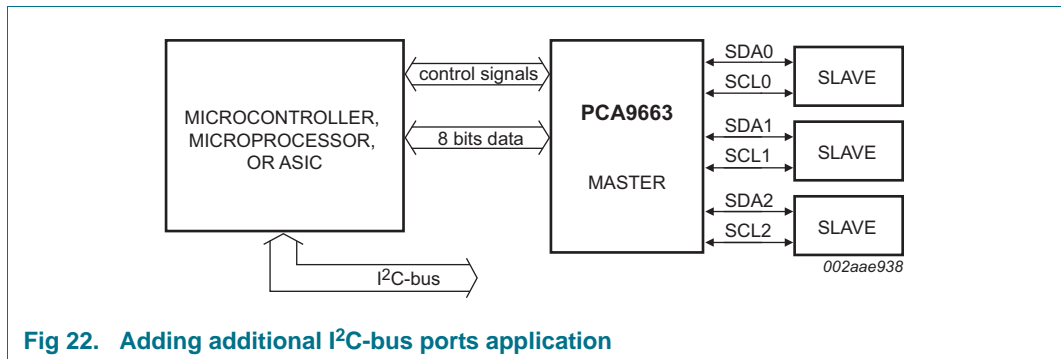 MICROCONTROLLER,
MICROPROCESSOR,
OR ASIC
control signals
8 bits data
I²C-bus
PCA9663
MASTER
SDA0
SCL0
SLAVE
SDA1
SCL1
SLAVE
SDA2
SCL2
SLAVE
002aae938
Fig 22. Adding additional I²C-bus ports application